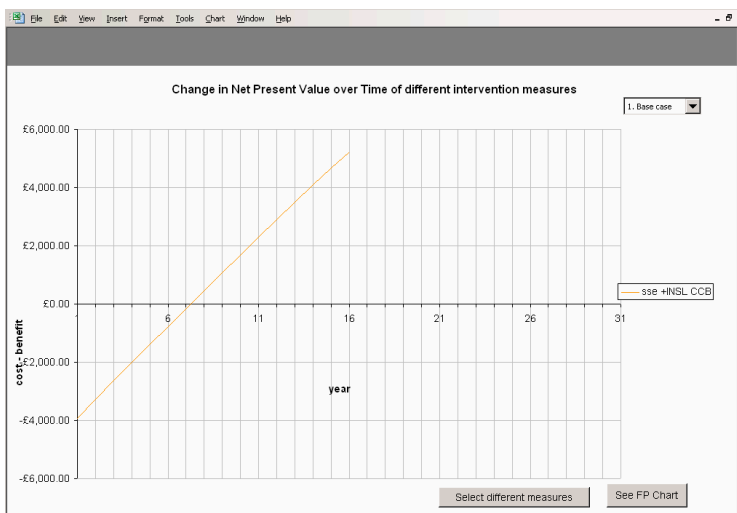 File Edit View Insert Format Tools Chart Window Help
Change in Net Present Value over Time of different intervention measures
1. Base case
£6,000.00
£4,000.00
£2,000.00
£0.00
-£2,000.00
-£4,000.00
-£6,000.00
cost - benefit
6 11 16 21 26 31
year
sse +INSL CCB
Select different measures
See FP Chart